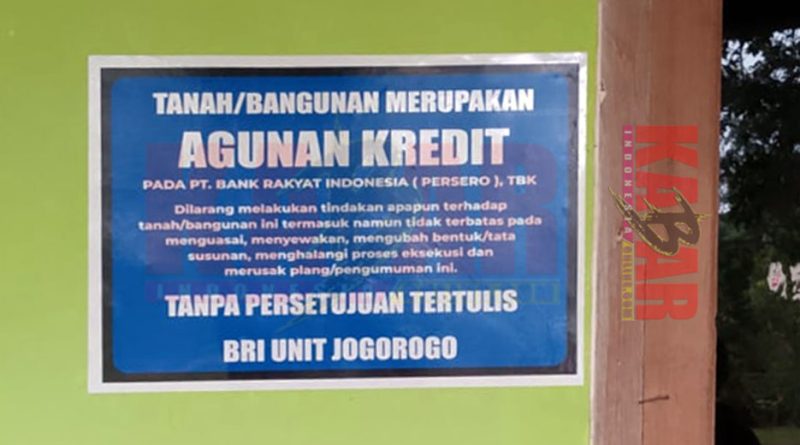 TANAH/BANGUNAN MERUPAKAN
AGUNAN KREDIT
PADA PT. BANK RAKYAT INDONESIA ( PERSERO ), TBK
Dilarang melakukan tindakan apapun terhadap
tanah/bangunan ini termasuk namun tidak terbatas pada
menguasai, menyewakan, mengubah bentuk/tata
susunan, menghalangi proses eksekusi dan
merusak plang/pengumuman ini.
TANPA PERSETUJUAN TERTULIS
BRI UNIT JOGOROGO
KABAR
INDONESIA